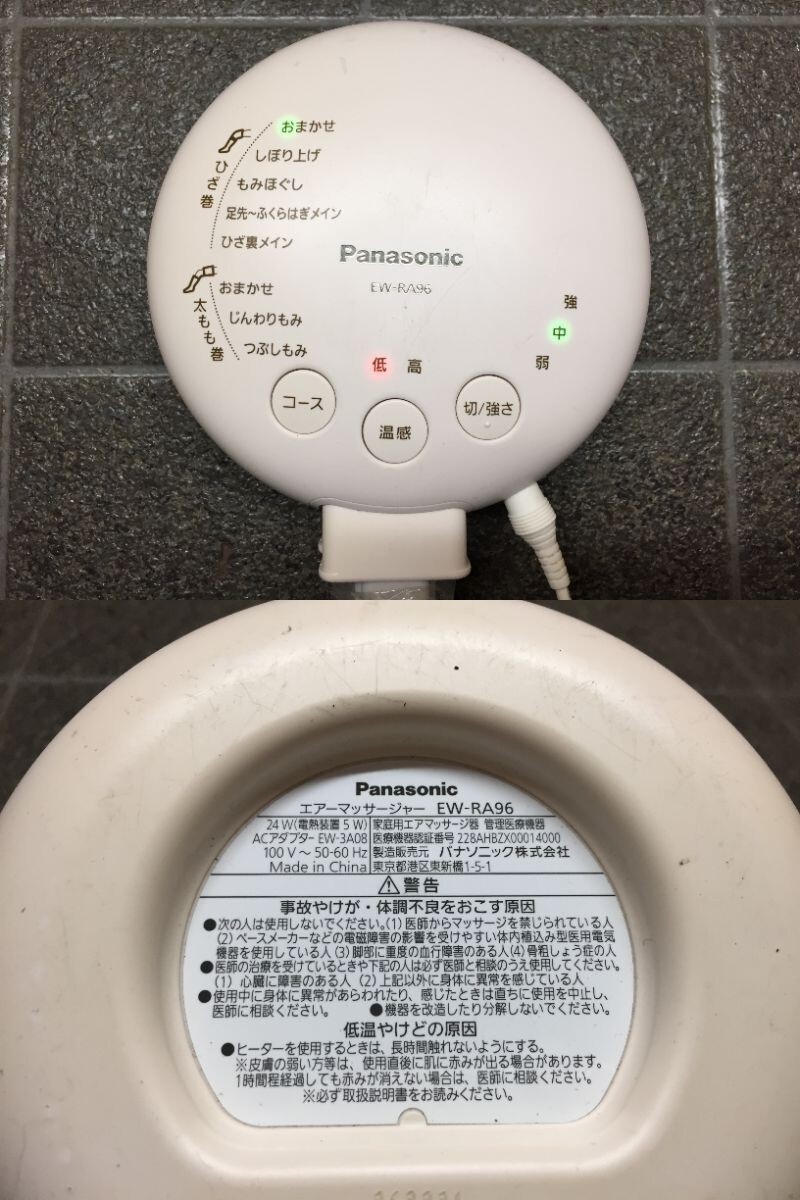 おまかせ
しぼり上げ
もみほぐし
足先～ふくらはぎメイン
ひざ裏メイン
ひざ巻
おまかせ
じんわりもみ
つぶしもみ
太もも巻
Panasonic
EW-RA96
強
中
弱
低 高
コース
温感
切/強さ
Panasonic
エアーマッサージャー EW-RA96
24 W(電熱装置 5 W)
ACアダプター EW-3A08
100 V～ 50-60 Hz
Made in China
家庭用エアマッサージ器 管理医療機器
医療機器認証番号 228AHBZX00014000
製造販売元 パナソニック株式会社
東京都港区東新橋1-5-1
警告
事故やけが・体調不良をおこす原因
●次の人は使用しないでください。(1) 医師からマッサージを禁じられている人
(2) ペースメーカーなどの電磁障害の影響を受けやすい体内植込み型医用電気
機器を使用している人 (3) 脚部に重度の血行障害のある人 (4) 骨粗しょう症の人
●医師の治療を受けているときや下記の人は必ず医師と相談のうえ使用してください。
(1) 心臓に障害のある人 (2) 上記以外に身体に異常を感じている人
●使用中に身体に異常があらわれたり、感じたときは直ちに使用を中止し、
医師に相談ください。 ●機器を改造したり分解しないでください。
低温やけどの原因
●ヒーターを使用するときは、長時間触れないようにする。
※皮膚の弱い方等は、使用直後に肌に赤みが出る場合があります。
1時間程経過しても赤みが消えない場合は、医師に相談ください。
※必ず取扱説明書をお読みください。